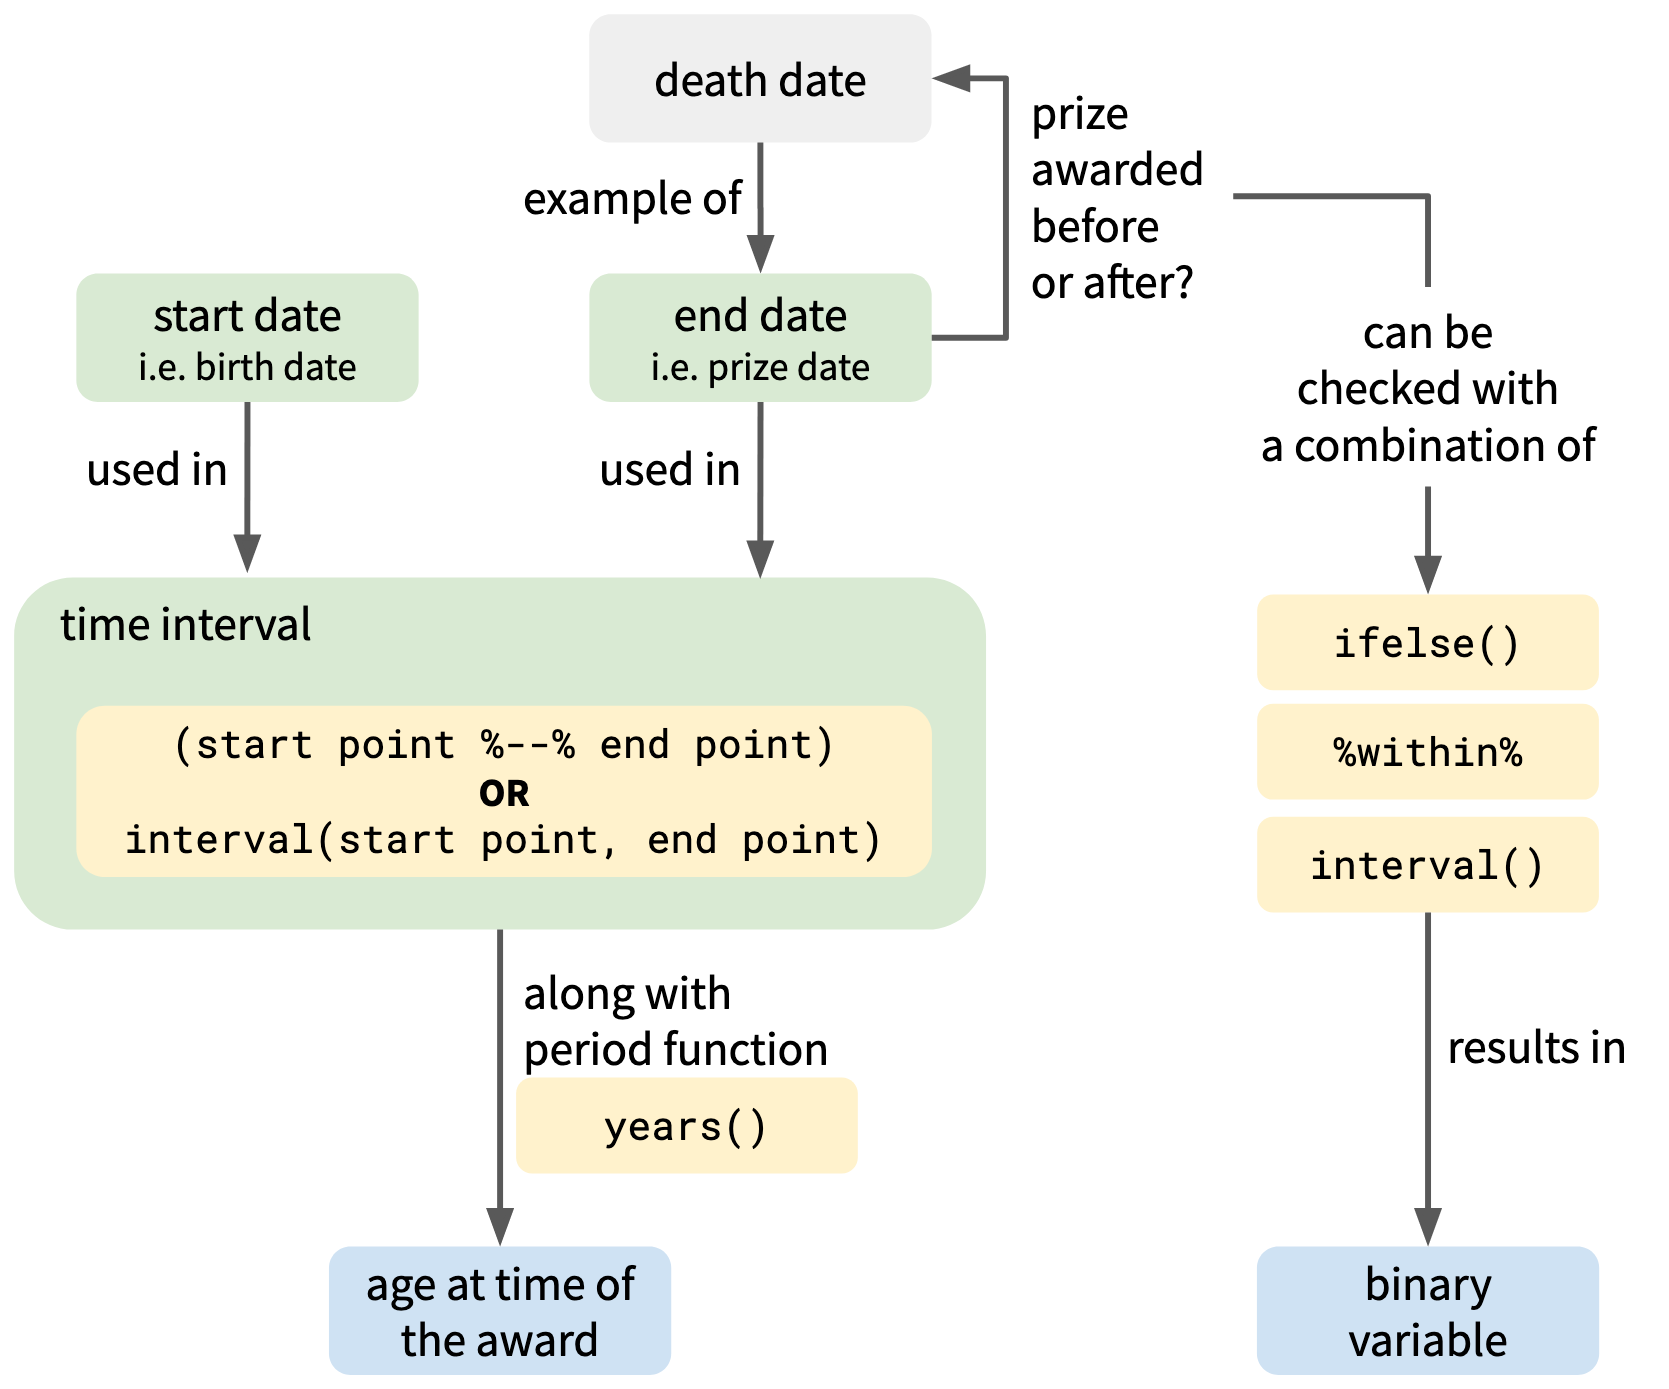 death date
example of
prize
awarded
before
or after?
start date
i.e. birth date
end date
i.e. prize date
can be
checked with
a combination of
used in
used in
time interval
(start point %--% end point)
OR
interval(start point, end point)
ifelse()
%within%
interval()
along with
period function
years()
results in
age at time of
the award
binary
variable